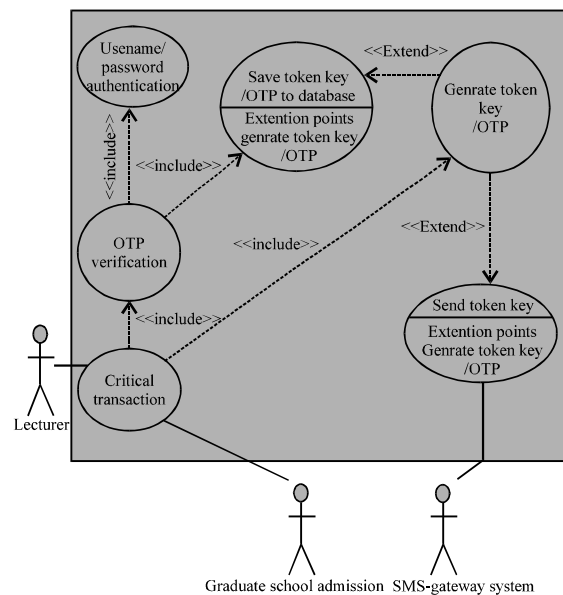 Usename/
password
authentication
<<Extend>>
Save token key
/OTP to database
Extention points
genrate token key
/OTP
Genrate token
key
/OTP
<<include>>
<<include>>
<<include>>
<<Extend>>
OTP
verification
<<include>>
Send token key
Extention points
Genrate token key
/OTP
Critical
transaction
Lecturer
Graduate school admission
SMS-gateway system